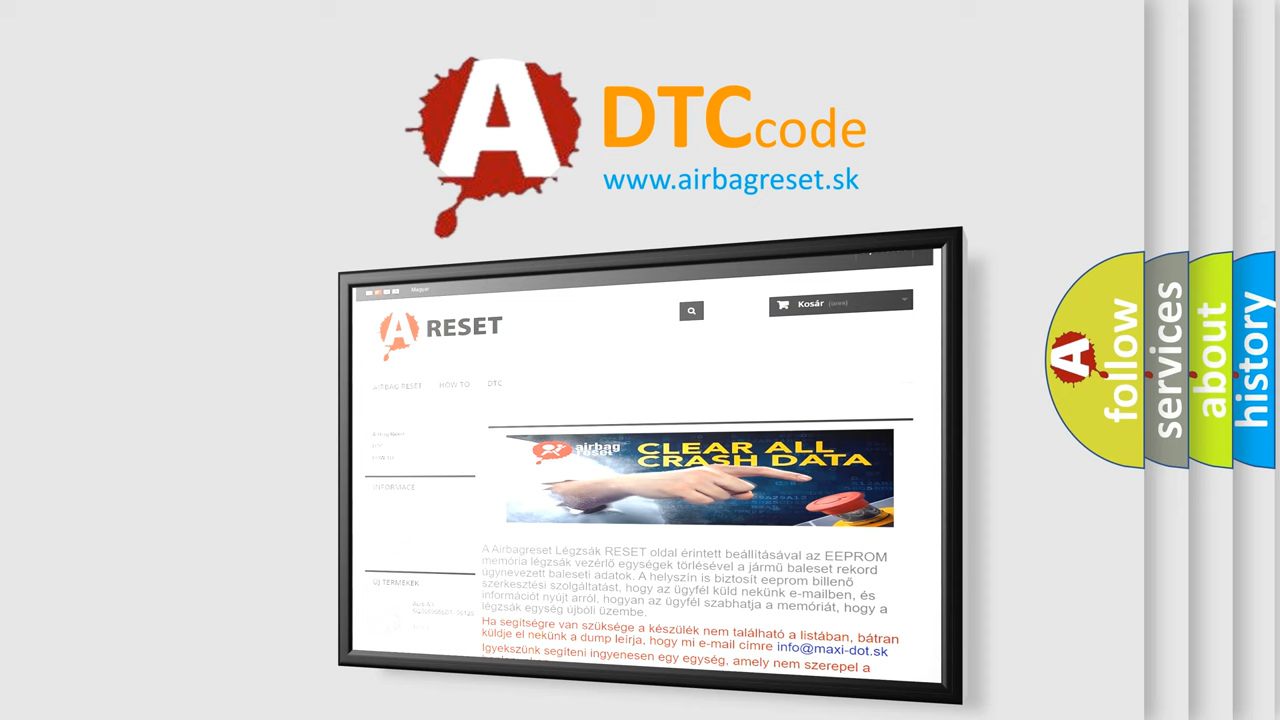 A
DTCcode
www.airbagreset.sk
Magyar
A RESET
Kosár (üres)
AIRBAG RESET HOW TO DTC
Airbag Reset
INFORMACE
airbag
reset
CLEAR ALL
CRASH DATA
A Airbagreset Légzsák RESET oldal érintett beállításával az EEPROM
memória légzsák vezérlő egységek törlésével a jármű baleset rekord
úgynevezett baleseti adatok. A helyszín is biztosít eeprom billenő
szerkesztési szolgáltatást, hogy az ügyfél küld nekünk e-mailben, és
információt nyújt arról, hogyan az ügyfél szabhatja a memóriát, hogy a
légzsák egység újbóli üzembe.
Ha segítségre van szüksége a készülék nem található a listában, bátran
küldje el nekünk a dump leírja, hogy mi e-mail címre info@maxi-dot.sk
Igyekszünk segíteni ingyenesen egy egység, amely nem szerepel a
ÚJ TERMÉKEK
A
follow
services
about
history